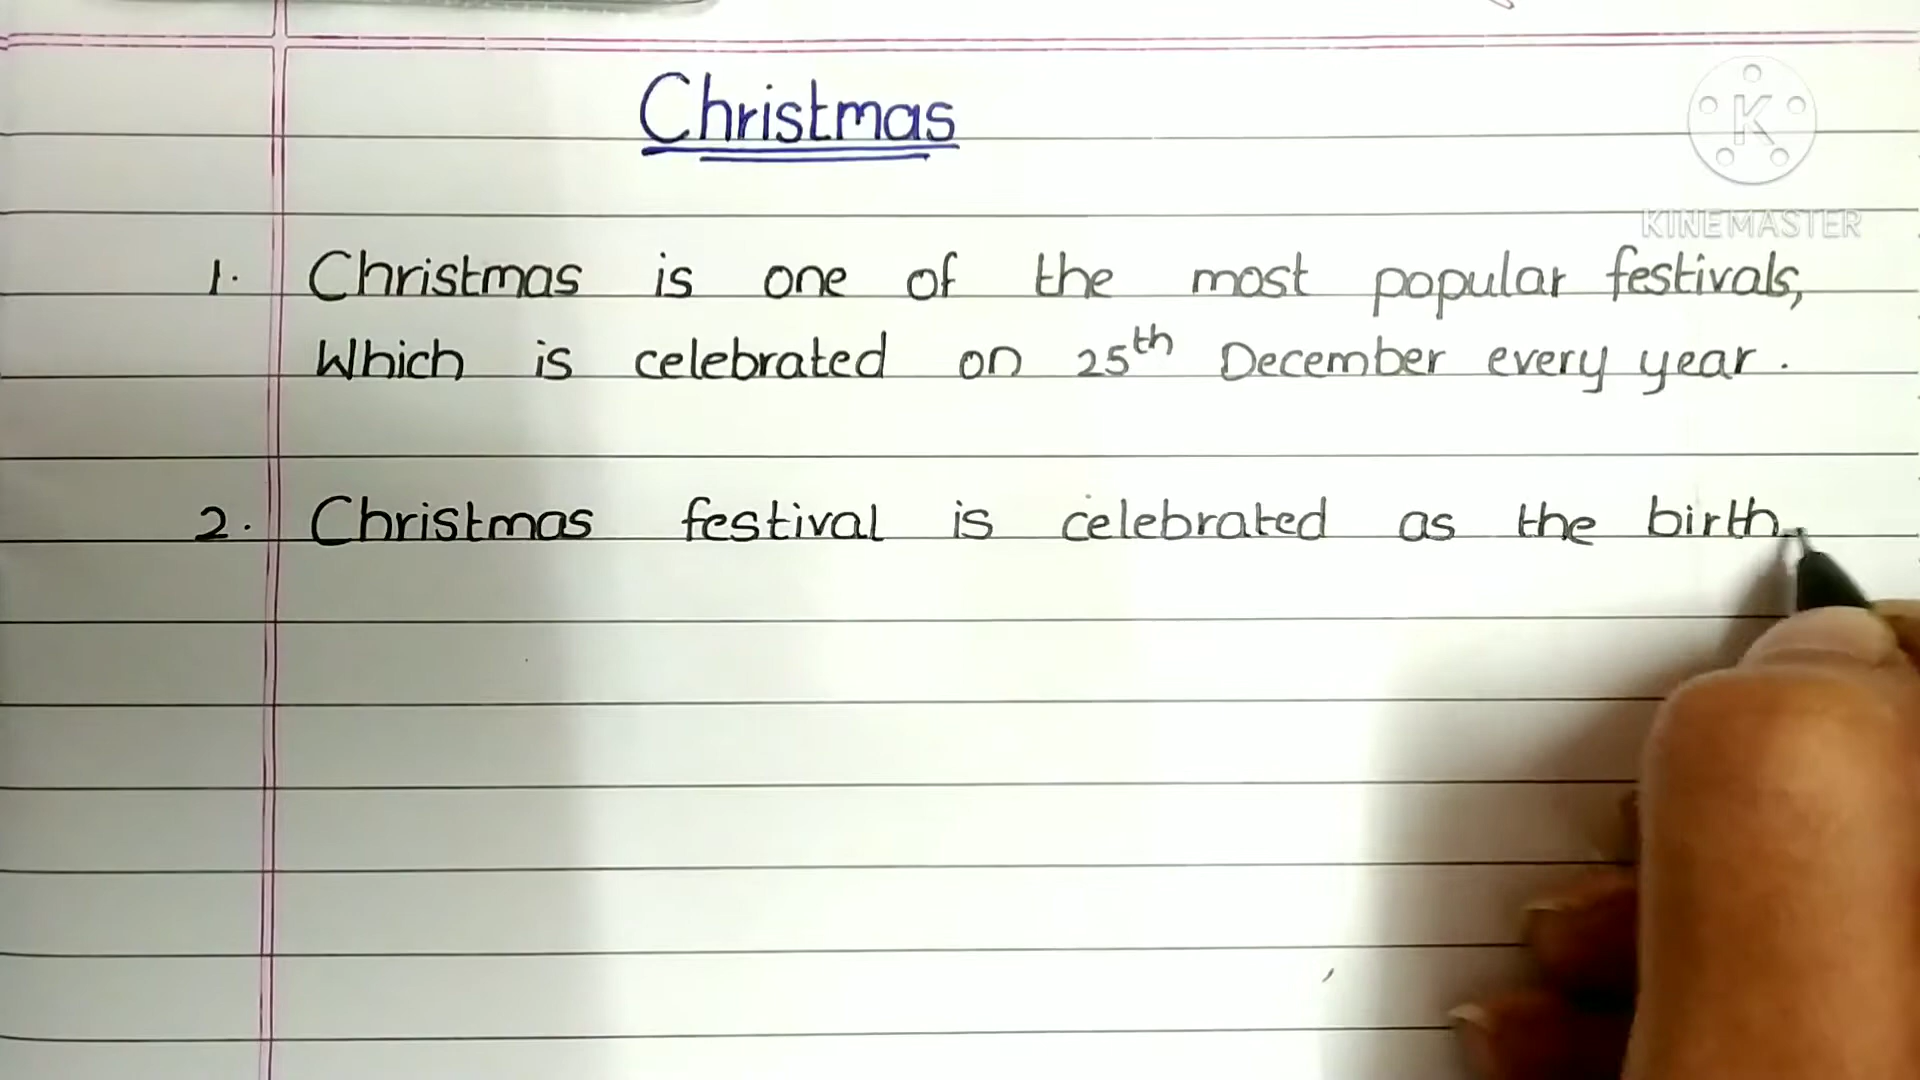 Christmas
K
KINEMASTER
1. Christmas is one of the most popular festivals,
Which is celebrated on 25th December every year.
2. Christmas festival is celebrated as the birth